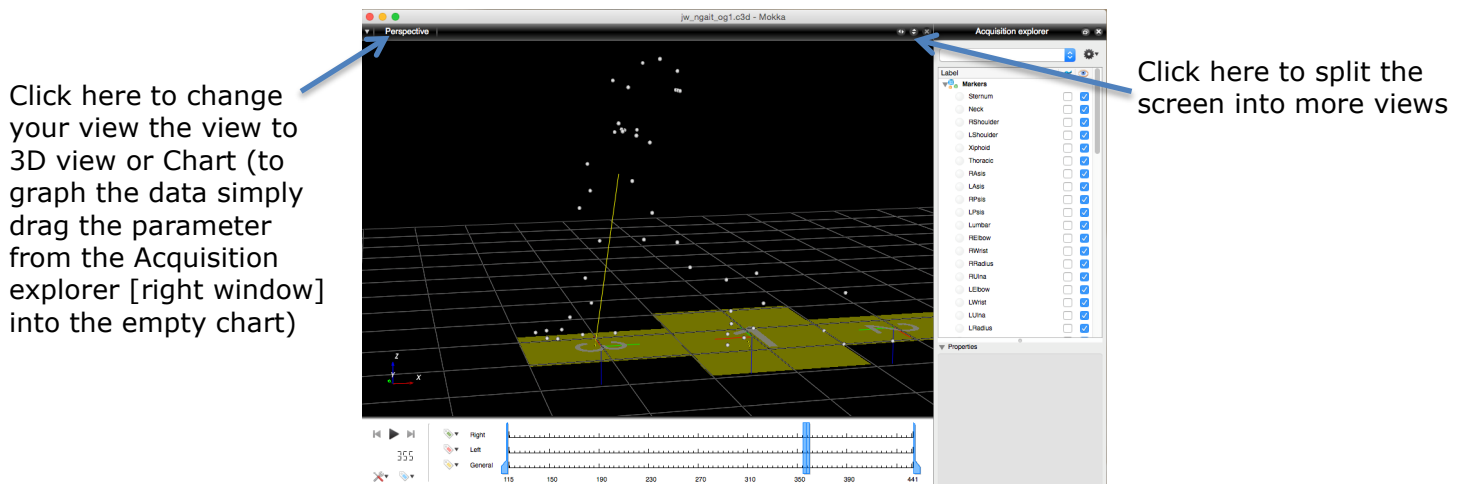 jw_ngait_og1.c3d - Mokka
Perspective
Acquisition explorer
Click here to change
your view the view to
3D view or Chart (to
graph the data simply
drag the parameter
from the Acquisition
explorer [right window]
into the empty chart)
Click here to split the
screen into more views
Label
Markers
Sternum
Neck
RShoulder
LShoulder
Xiphoid
Thoracic
RAsis
LAsis
RPsis
LPsis
Lumbar
RElbow
RWrist
RRadius
RUlna
LElbow
LWrist
LUlna
LRadius
Properties
Z
Y
X
1
355
Right
Left
General
115 150 190 230 270 310 350 390 441